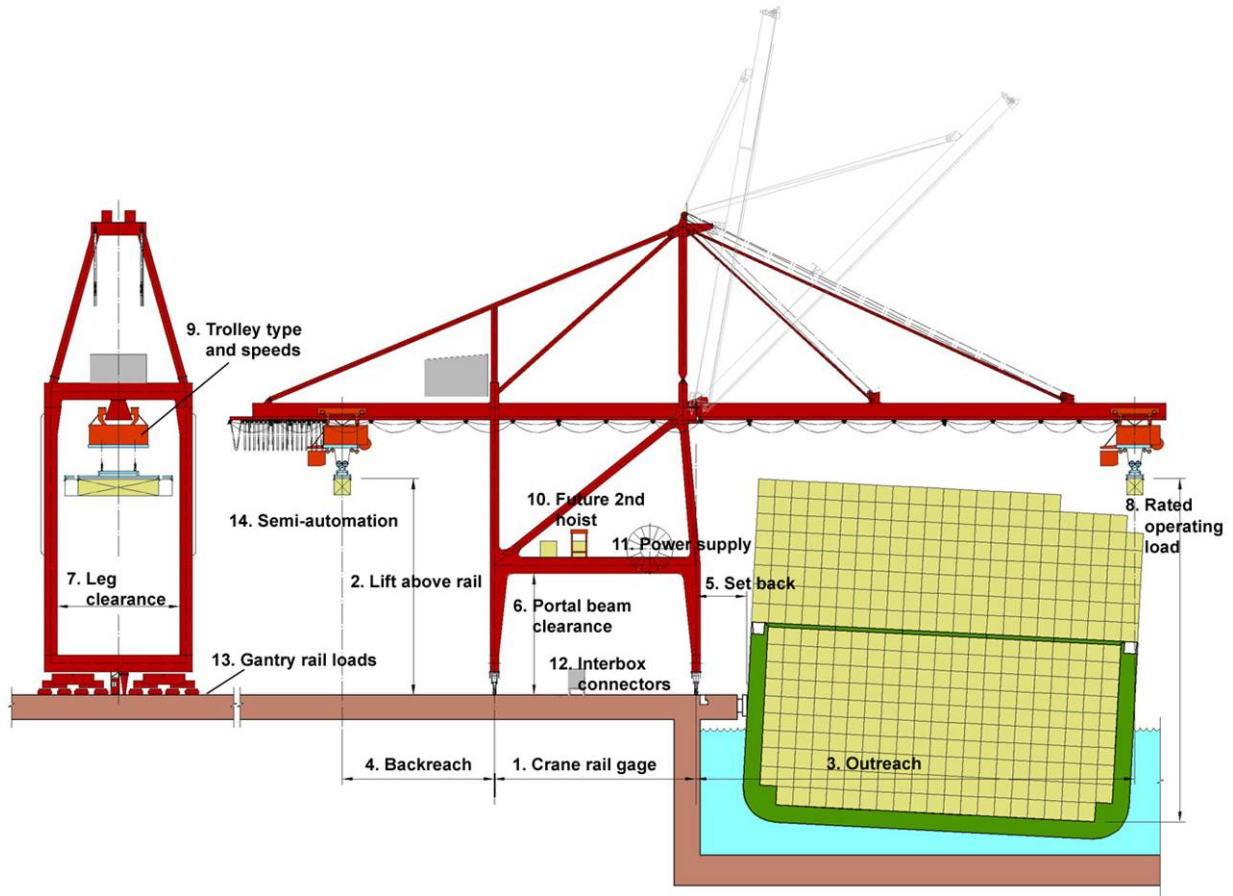 9. Trolley type
and speeds
10. Future 2nd
hoist
14. Semi-automation
11. Power supply
8. Rated
operating
load
7. Leg
clearance
2. Lift above rail
5. Set back
6. Portal beam
clearance
13. Gantry rail loads
12. Interbox
connectors
4. Backreach
1. Crane rail gage
3. Outreach